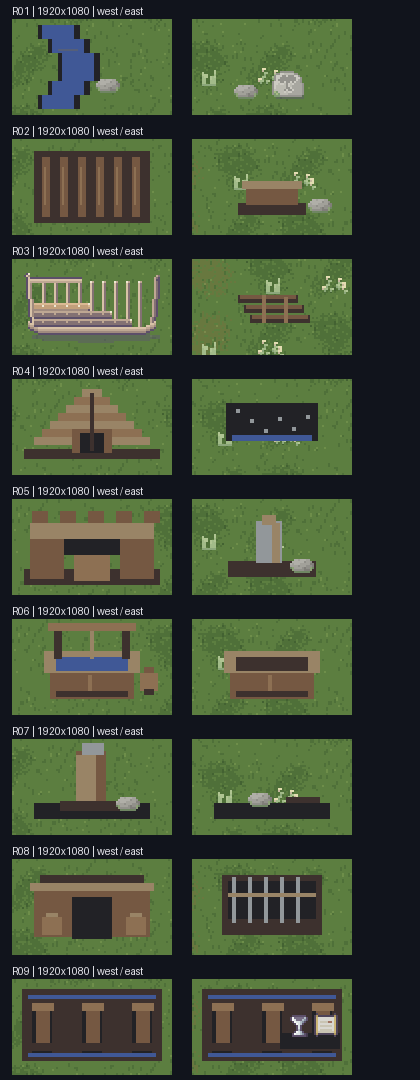 R01 | 1920x1080 | west/east
R02 | 1920x1080 | west/east
R03 | 1920x1080 | west/east
R04 | 1920x1080 | west/east
R05 | 1920x1080 | west/east
R06 | 1920x1080 | west/east
R07 | 1920x1080 | west/east
R08 | 1920x1080 | west/east
R09 | 1920x1080 | west/east